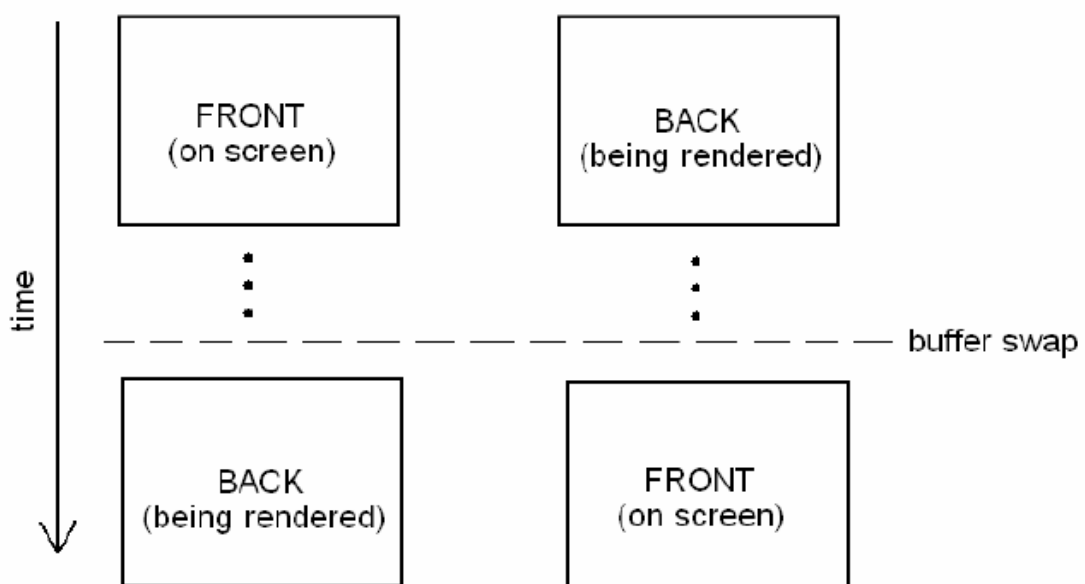 FRONT
(on screen)
BACK
(being rendered)
time
buffer swap
BACK
(being rendered)
FRONT
(on screen)